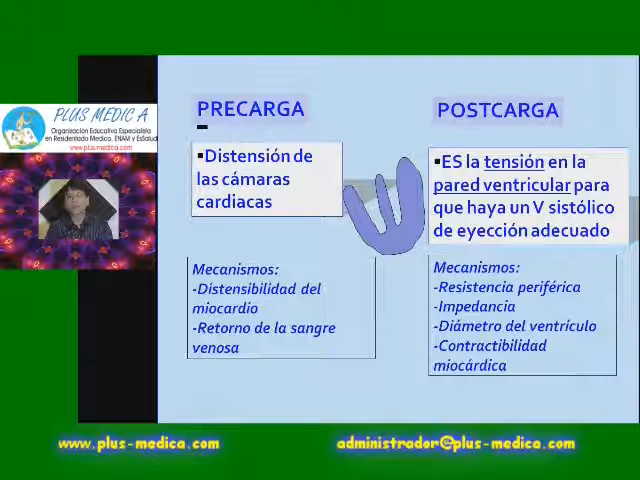 PLUS MEDIC A
Organización Educativa Especialista
en Residentado Medico, ENAM y EsSalud
www.plus-medica.com
PRECARGA
▪Distensión de
las cámaras
cardiacas
Mecanismos:
-Distensibilidad del
miocardio
-Retorno de la sangre
venosa
POSTCARGA
▪ES la tensión en la
pared ventricular para
que haya un V sistólico
de eyección adecuado
Mecanismos:
-Resistencia periférica
-Impedancia
-Diámetro del ventrículo
-Contractibilidad
miocárdica
www.plus-medica.com
administrador@plus-medica.com